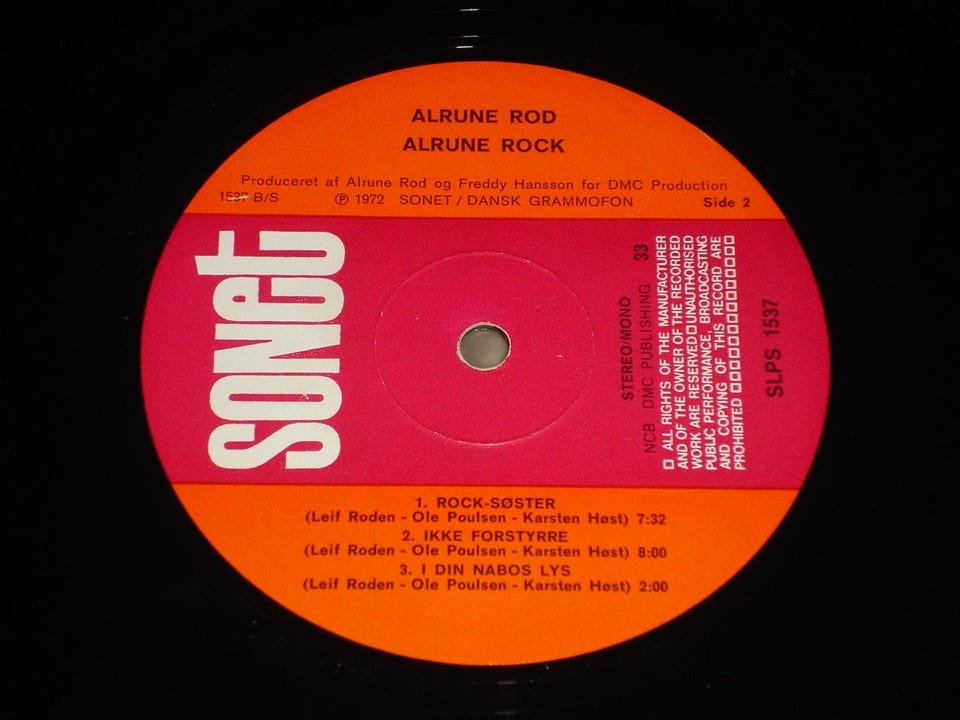 ALRUNE ROD
ALRUNE ROCK
Produceret af Alrune Rod og Freddy Hansson for DMC Production
1537 B/S ℗ 1972 SONET / DANSK GRAMMOFON Side 2
SONET
STEREO/MONO
NCB DMC PUBLISHING 33
□ ALL RIGHTS OF THE MANUFACTURER
AND OF THE OWNER OF THE RECORDED
WORK ARE RESERVED □ UNAUTHORISED
PUBLIC PERFORMANCE, BROADCASTING
AND COPYING OF THIS RECORD ARE
PROHIBITED □□□□□□□□□□□□
SLPS 1537
1. ROCK-SØSTER
(Leif Roden - Ole Poulsen - Karsten Høst) 7:32
2. IKKE FORSTYRRE
(Leif Roden - Ole Poulsen - Karsten Høst) 8:00
3. I DIN NABOS LYS
(Leif Roden - Ole Poulsen - Karsten Høst) 2:00